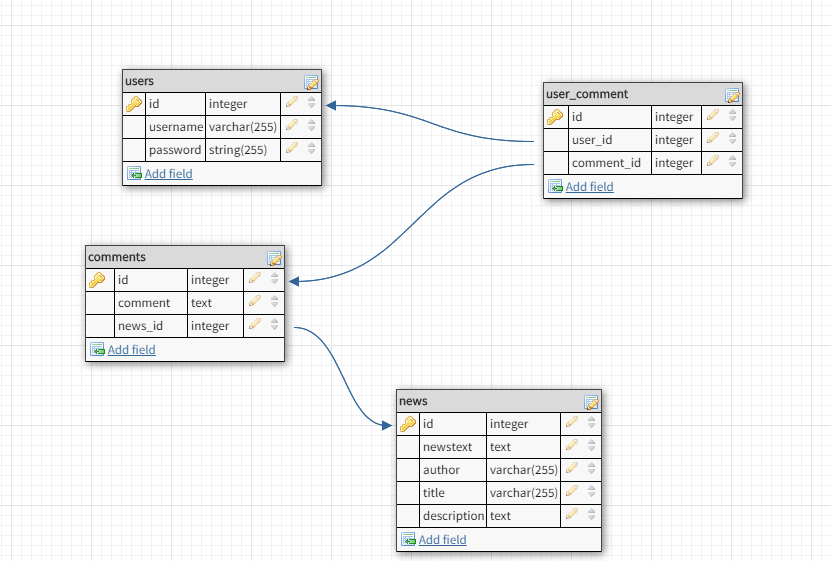 users
id integer
username varchar(255)
password string(255)
Add field
user_comment
id integer
user_id integer
comment_id integer
Add field
comments
id integer
comment text
news_id integer
Add field
news
id integer
newstext text
author varchar(255)
title varchar(255)
description text
Add field